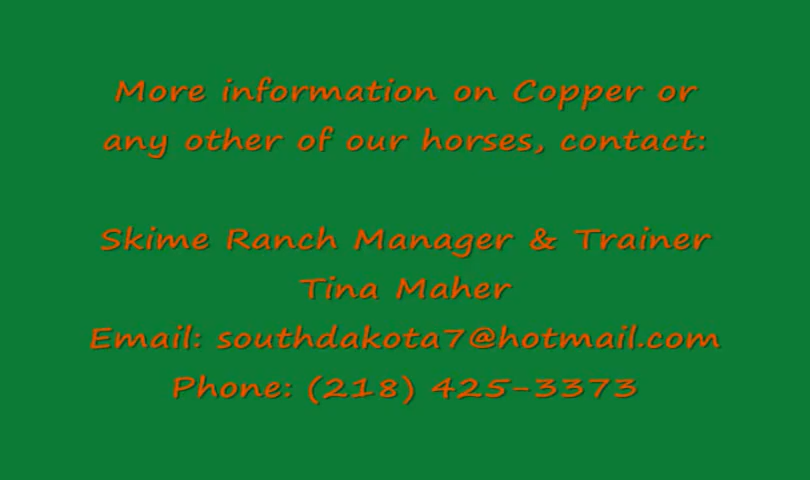 More information on Copper or
any other of our horses, contact:
Skime Ranch Manager & Trainer
Tina Maher
Email: southdakota7@hotmail.com
Phone: (218) 425-3373